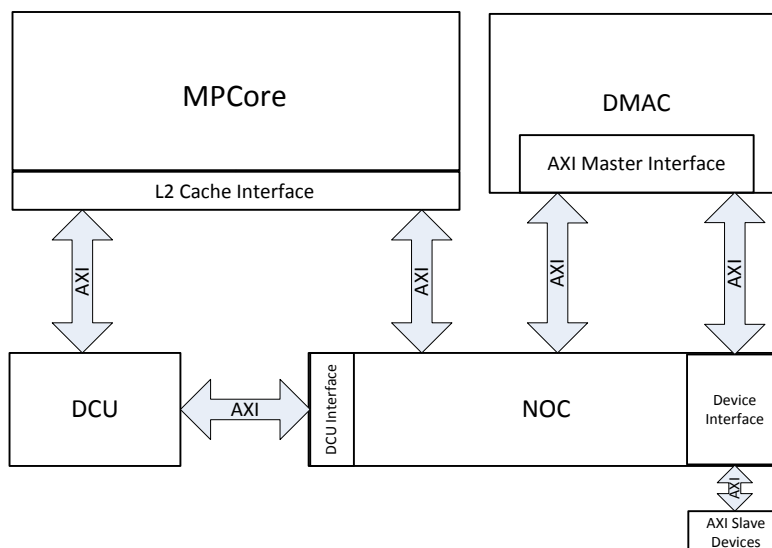 MPCore
DMAC
AXI Master Interface
L2 Cache Interface
AXI
AXI
AXI
AXI
DCU
AXI
DCU Interface
NOC
Device
Interface
AXI
AXI Slave
Devices